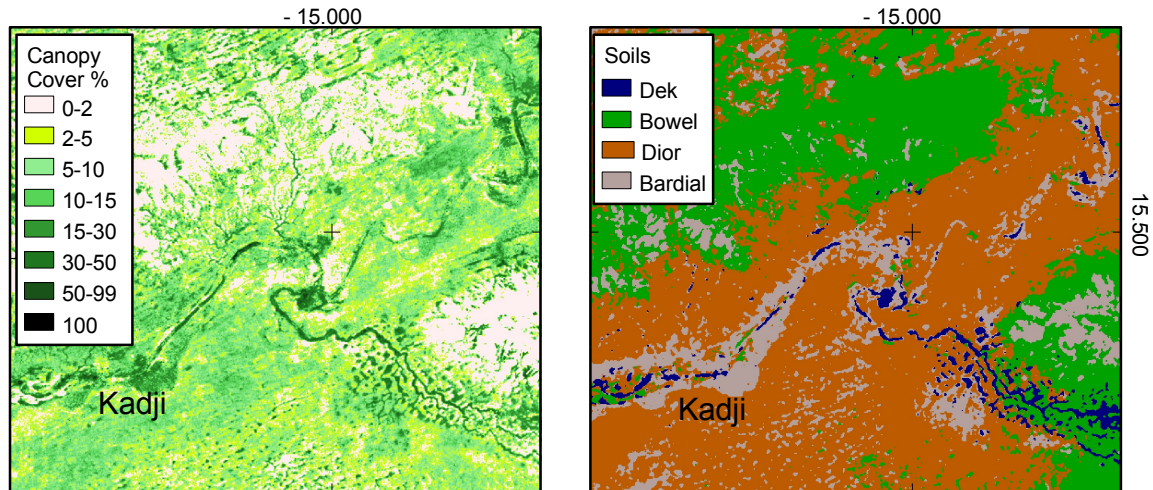 - 15.000
Canopy
Cover %
0-2
2-5
5-10
10-15
15-30
30-50
50-99
100
Kadji
- 15.000
Soils
Dek
Bowel
Dior
Bardial
Kadji
15.500